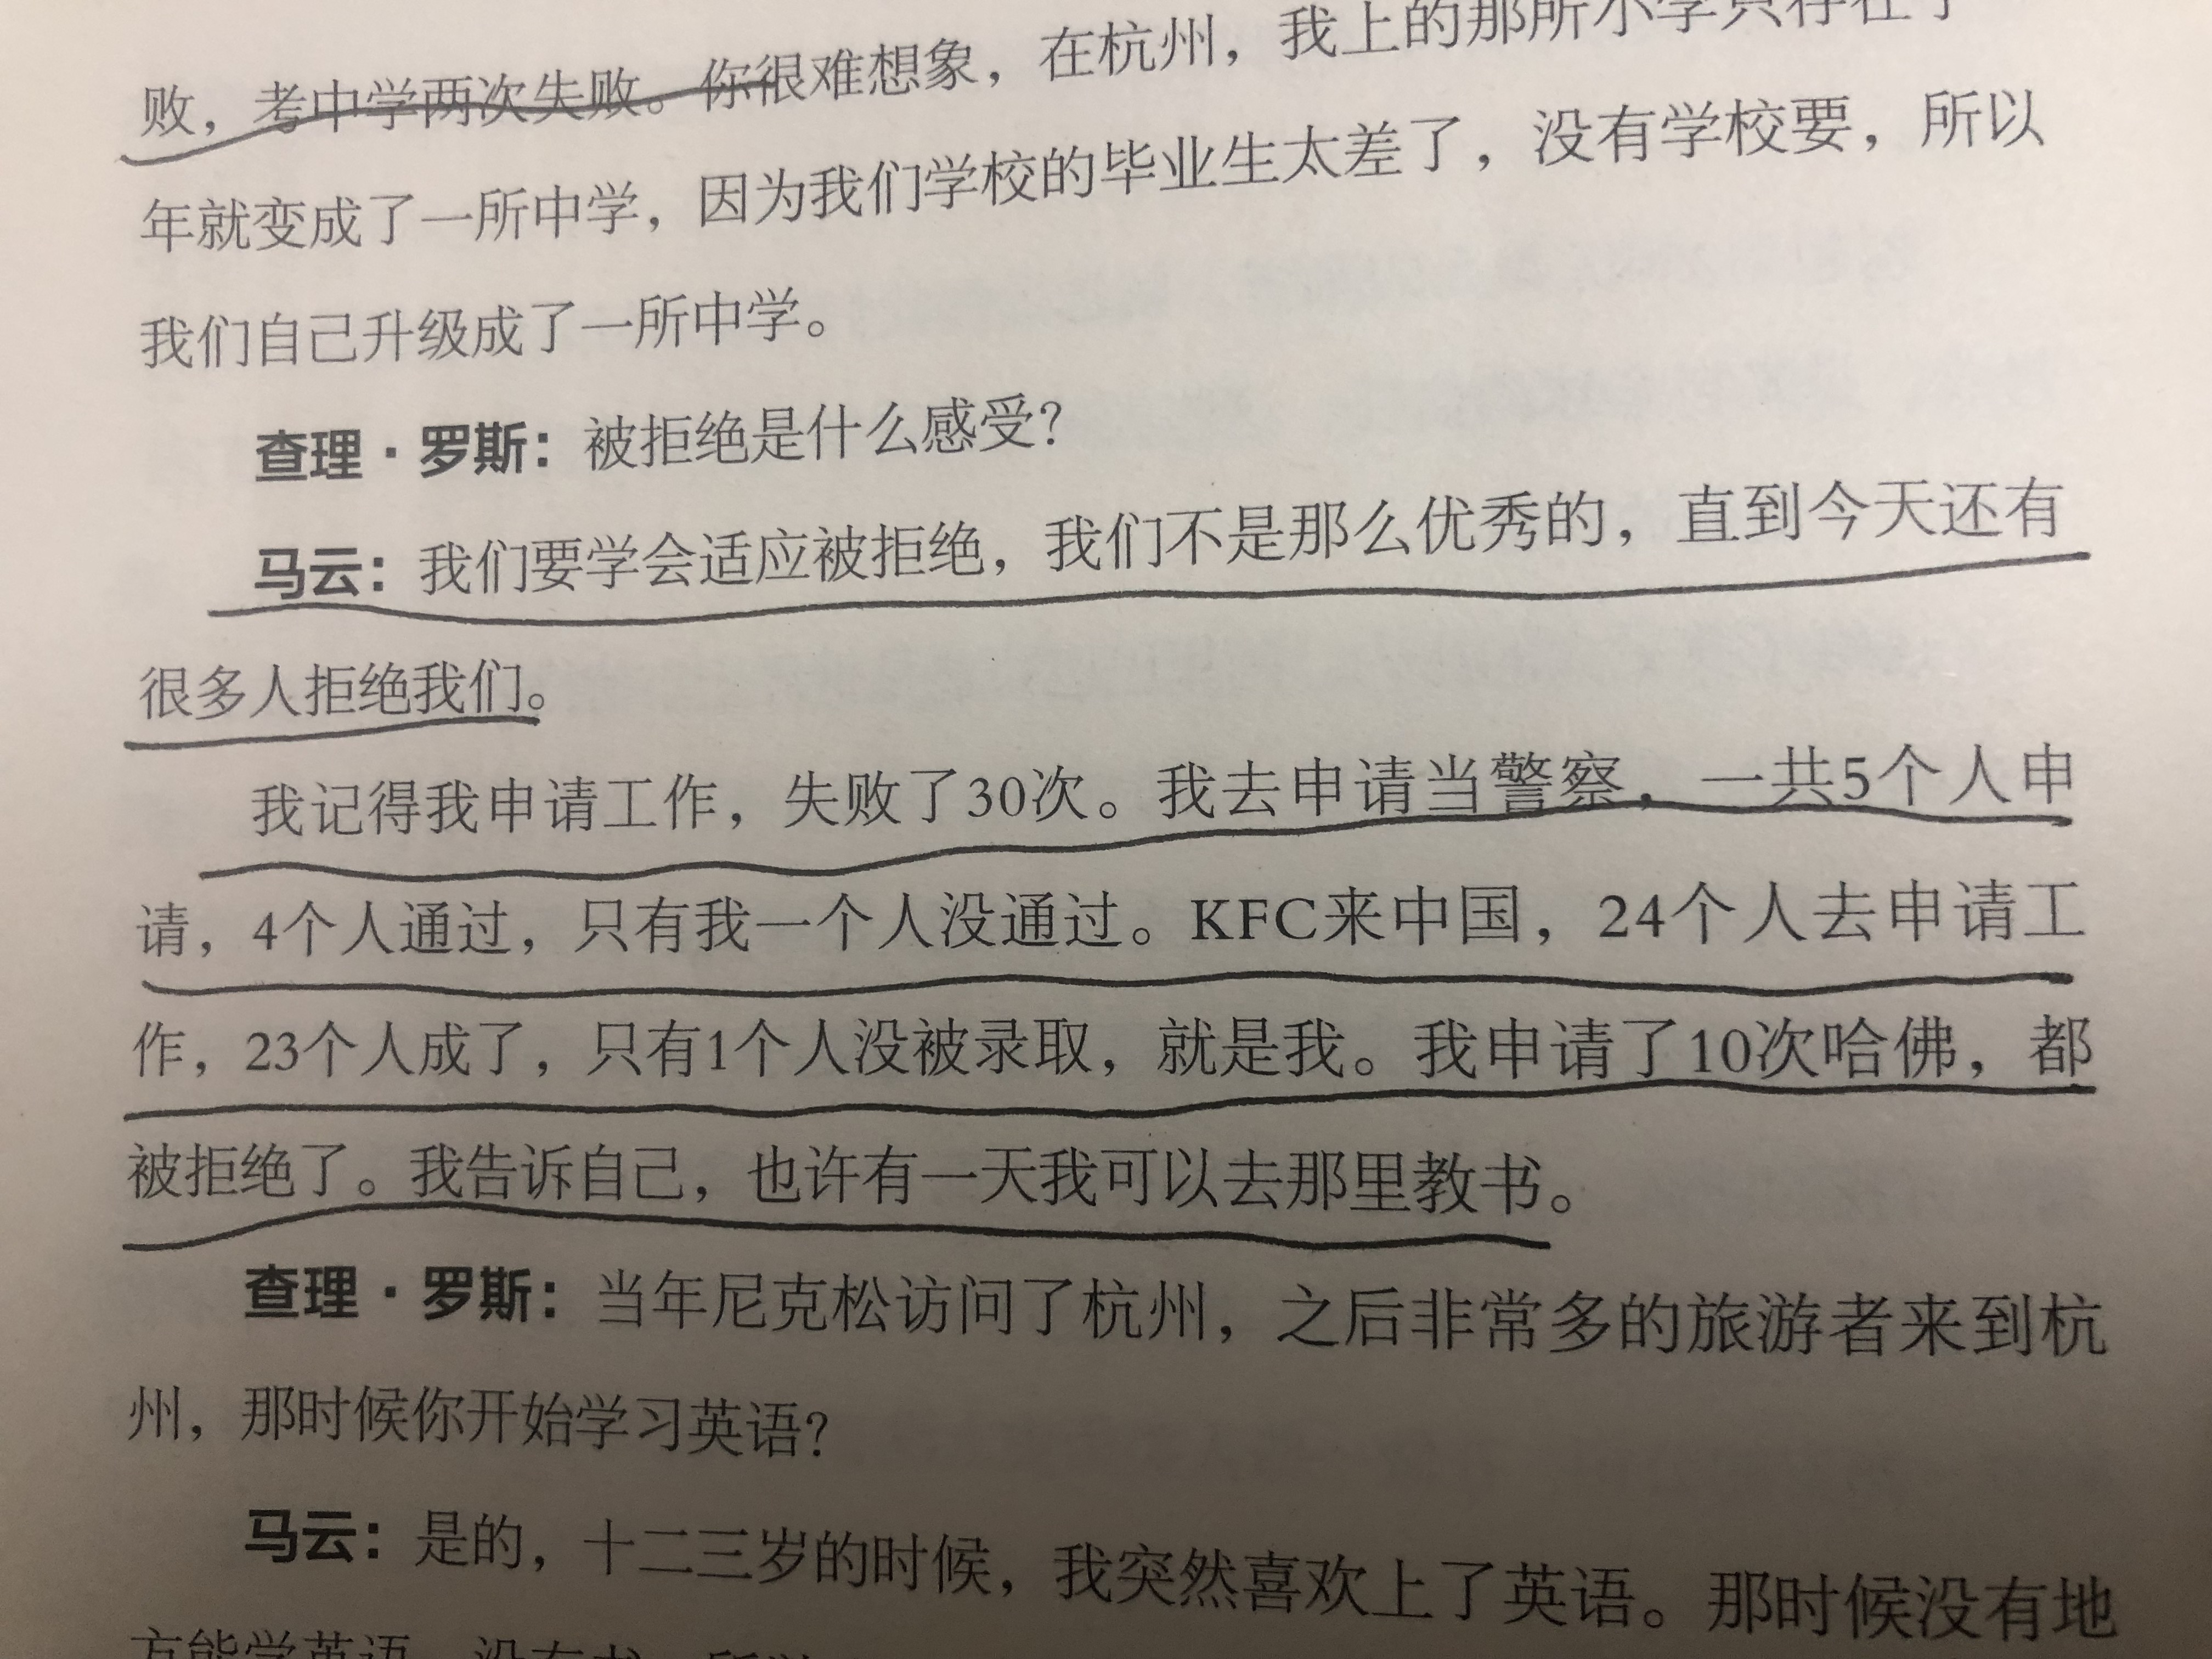 败，考中学两次失败。你很难想象，在杭州，我上的那所小学只存在了一
年就变成了一所中学，因为我们学校的毕业生太差了，没有学校要，所以
我们自己升级成了一所中学。
查理·罗斯：被拒绝是什么感受？
马云：我们要学会适应被拒绝，我们不是那么优秀的，直到今天还有
很多人拒绝我们。
我记得我申请工作，失败了30次。我去申请当警察，一共5个人申
请，4个人通过，只有我一个人没通过。KFC来中国，24个人去申请工
作，23个人成了，只有1个人没被录取，就是我。我申请了10次哈佛，都
被拒绝了。我告诉自己，也许有一天我可以去那里教书。
查理·罗斯：当年尼克松访问了杭州，之后非常多的旅游者来到杭
州，那时候你开始学习英语？
马云：是的，十二三岁的时候，我突然喜欢上了英语。那时候没有地
方能学英语，没有书，所以